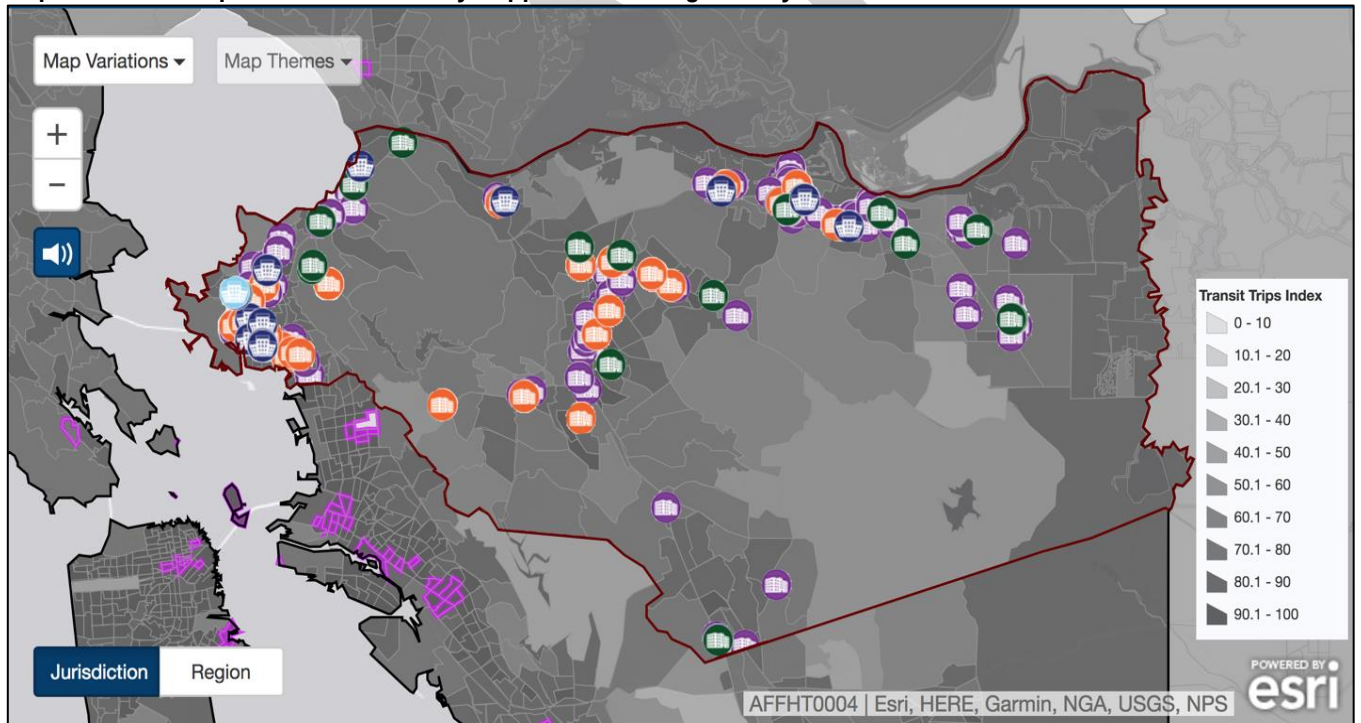 Map Variations
Map Themes
+
−
Transit Trips Index
0 - 10
10.1 - 20
20.1 - 30
30.1 - 40
40.1 - 50
50.1 - 60
60.1 - 70
70.1 - 80
80.1 - 90
90.1 - 100
Jurisdiction Region
POWERED BY
esri
AFFHT0004 | Esri, HERE, Garmin, NGA, USGS, NPS